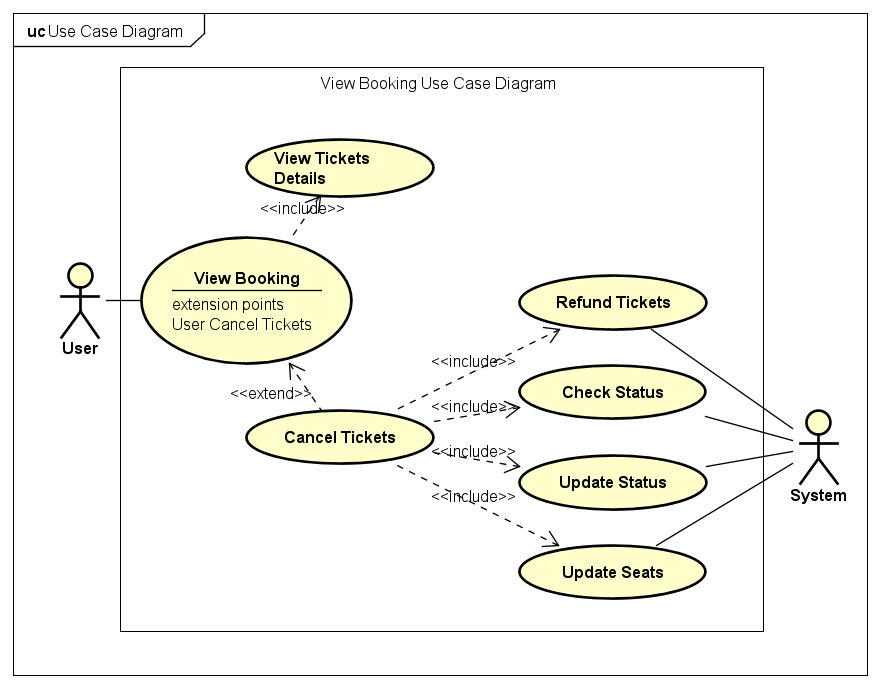 uc Use Case Diagram
View Booking Use Case Diagram
View Tickets
Details
<<include>>
View Booking
extension points
User Cancel Tickets
User
<<extend>>
Cancel Tickets
Refund Tickets
<<include>>
Check Status
<<include>>
<<include>>
Update Status
<<include>>
Update Seats
System